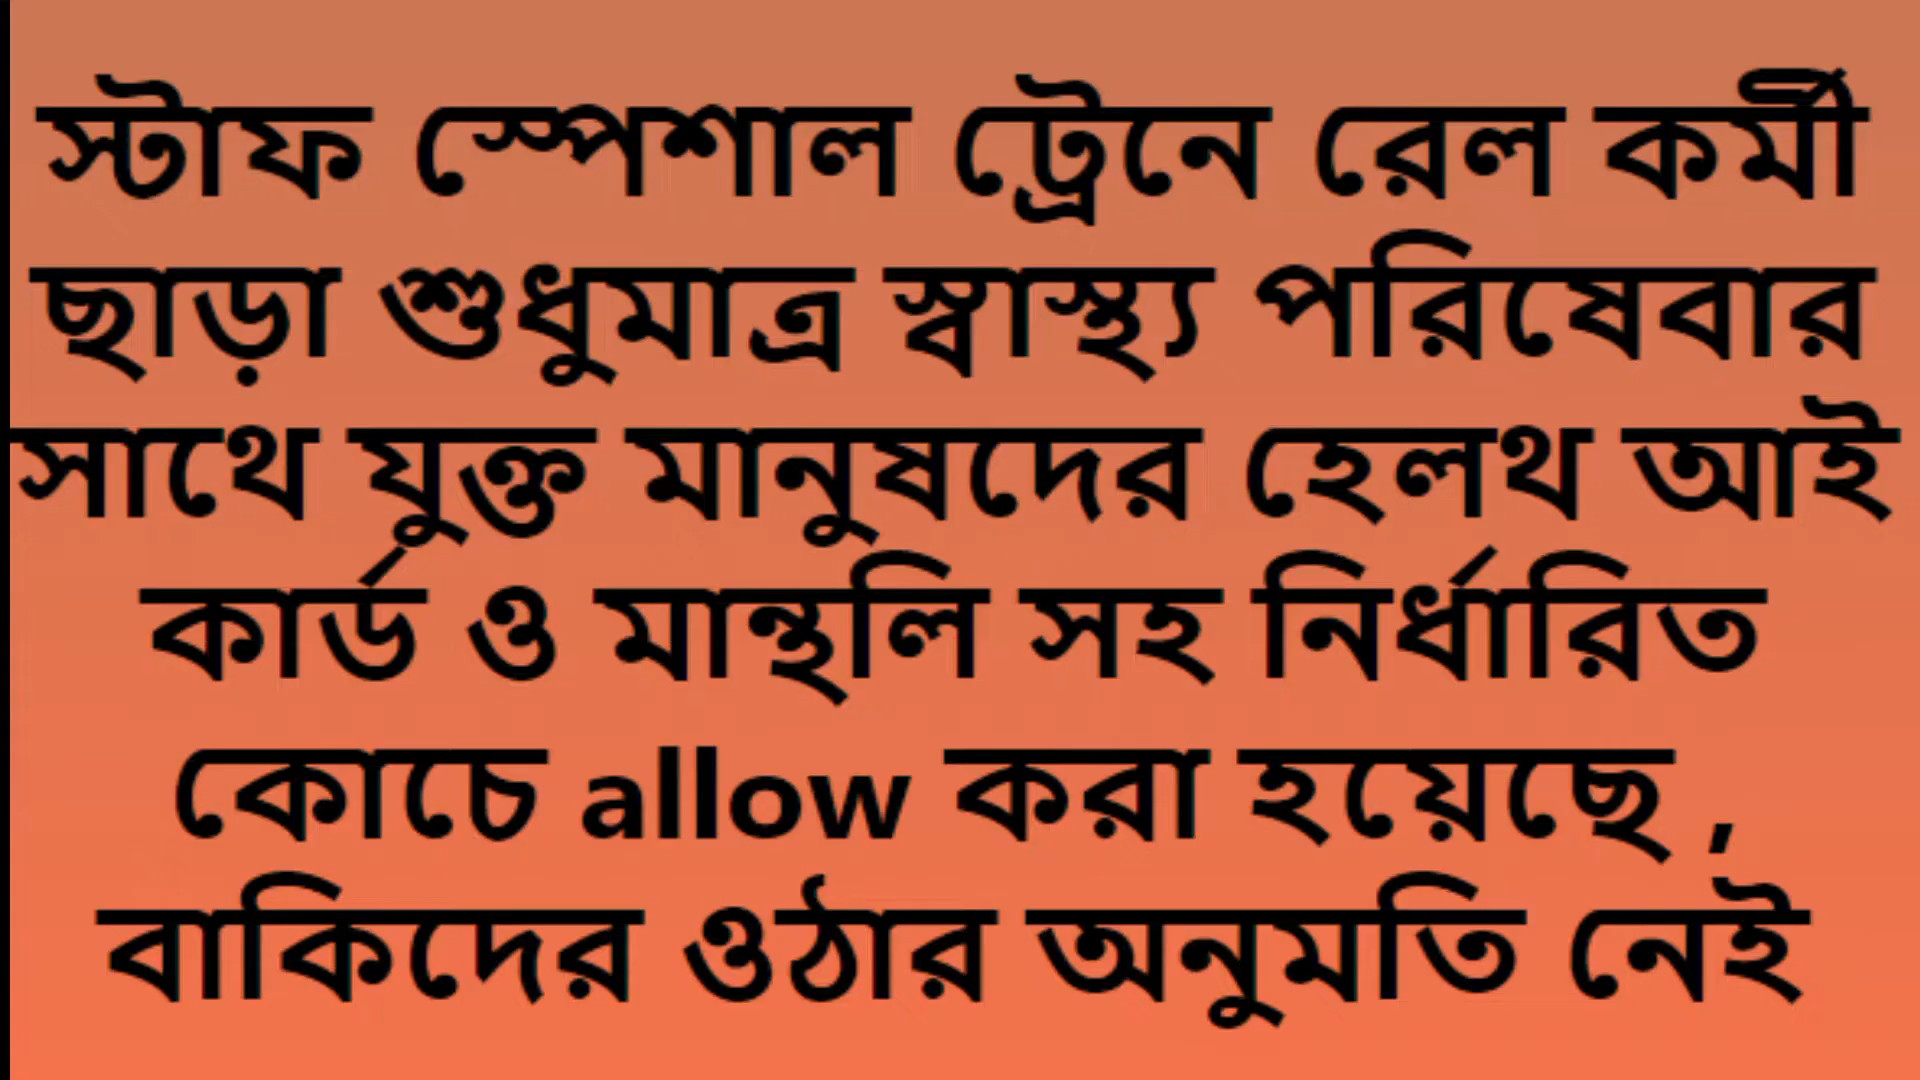 স্টাফ স্পেশাল ট্রেনে রেল কর্মী
ছাড়া শুধুমাত্র স্বাস্থ্য পরিষেবার
সাথে যুক্ত মানুষদের হেলথ আই
কার্ড ও মান্থলি সহ নির্ধারিত
কোচে allow করা হয়েছে ,
বাকিদের ওঠার অনুমতি নেই